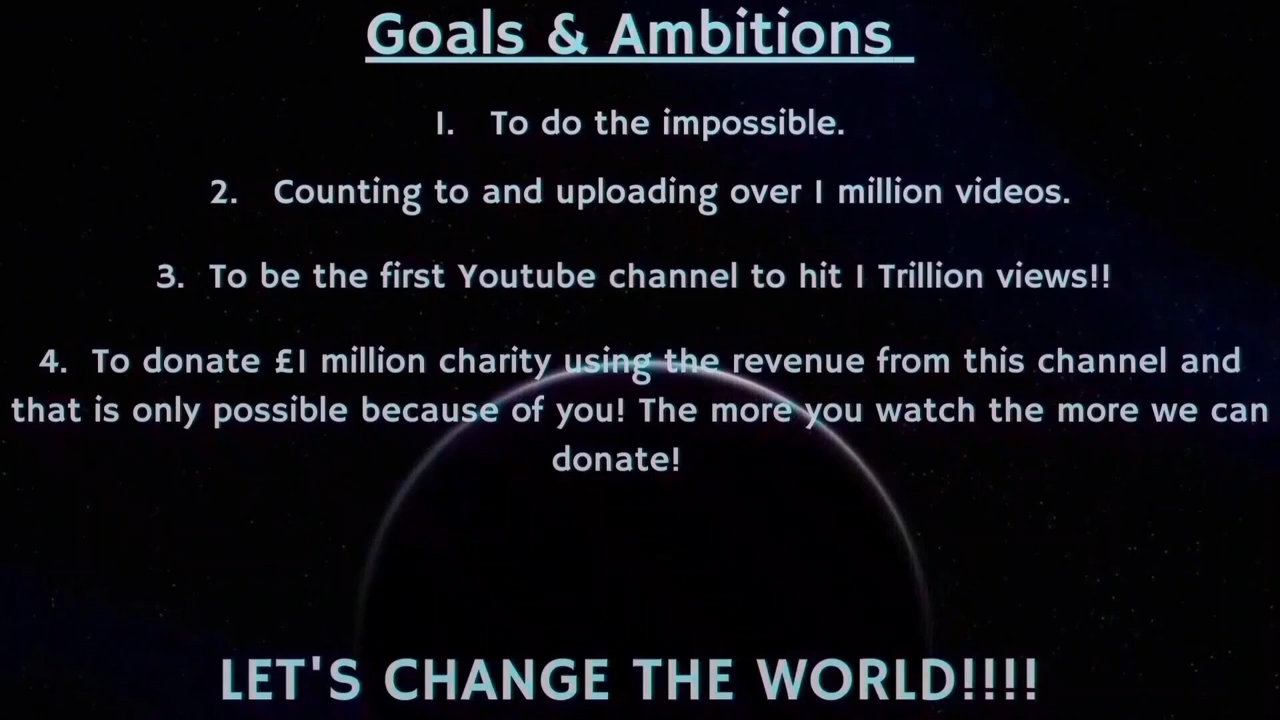 Goals & Ambitions
1. To do the impossible.
2. Counting to and uploading over 1 million videos.
3. To be the first Youtube channel to hit 1 Trillion views!!
4. To donate £1 million charity using the revenue from this channel and
that is only possible because of you! The more you watch the more we can
donate!
LET'S CHANGE THE WORLD!!!!